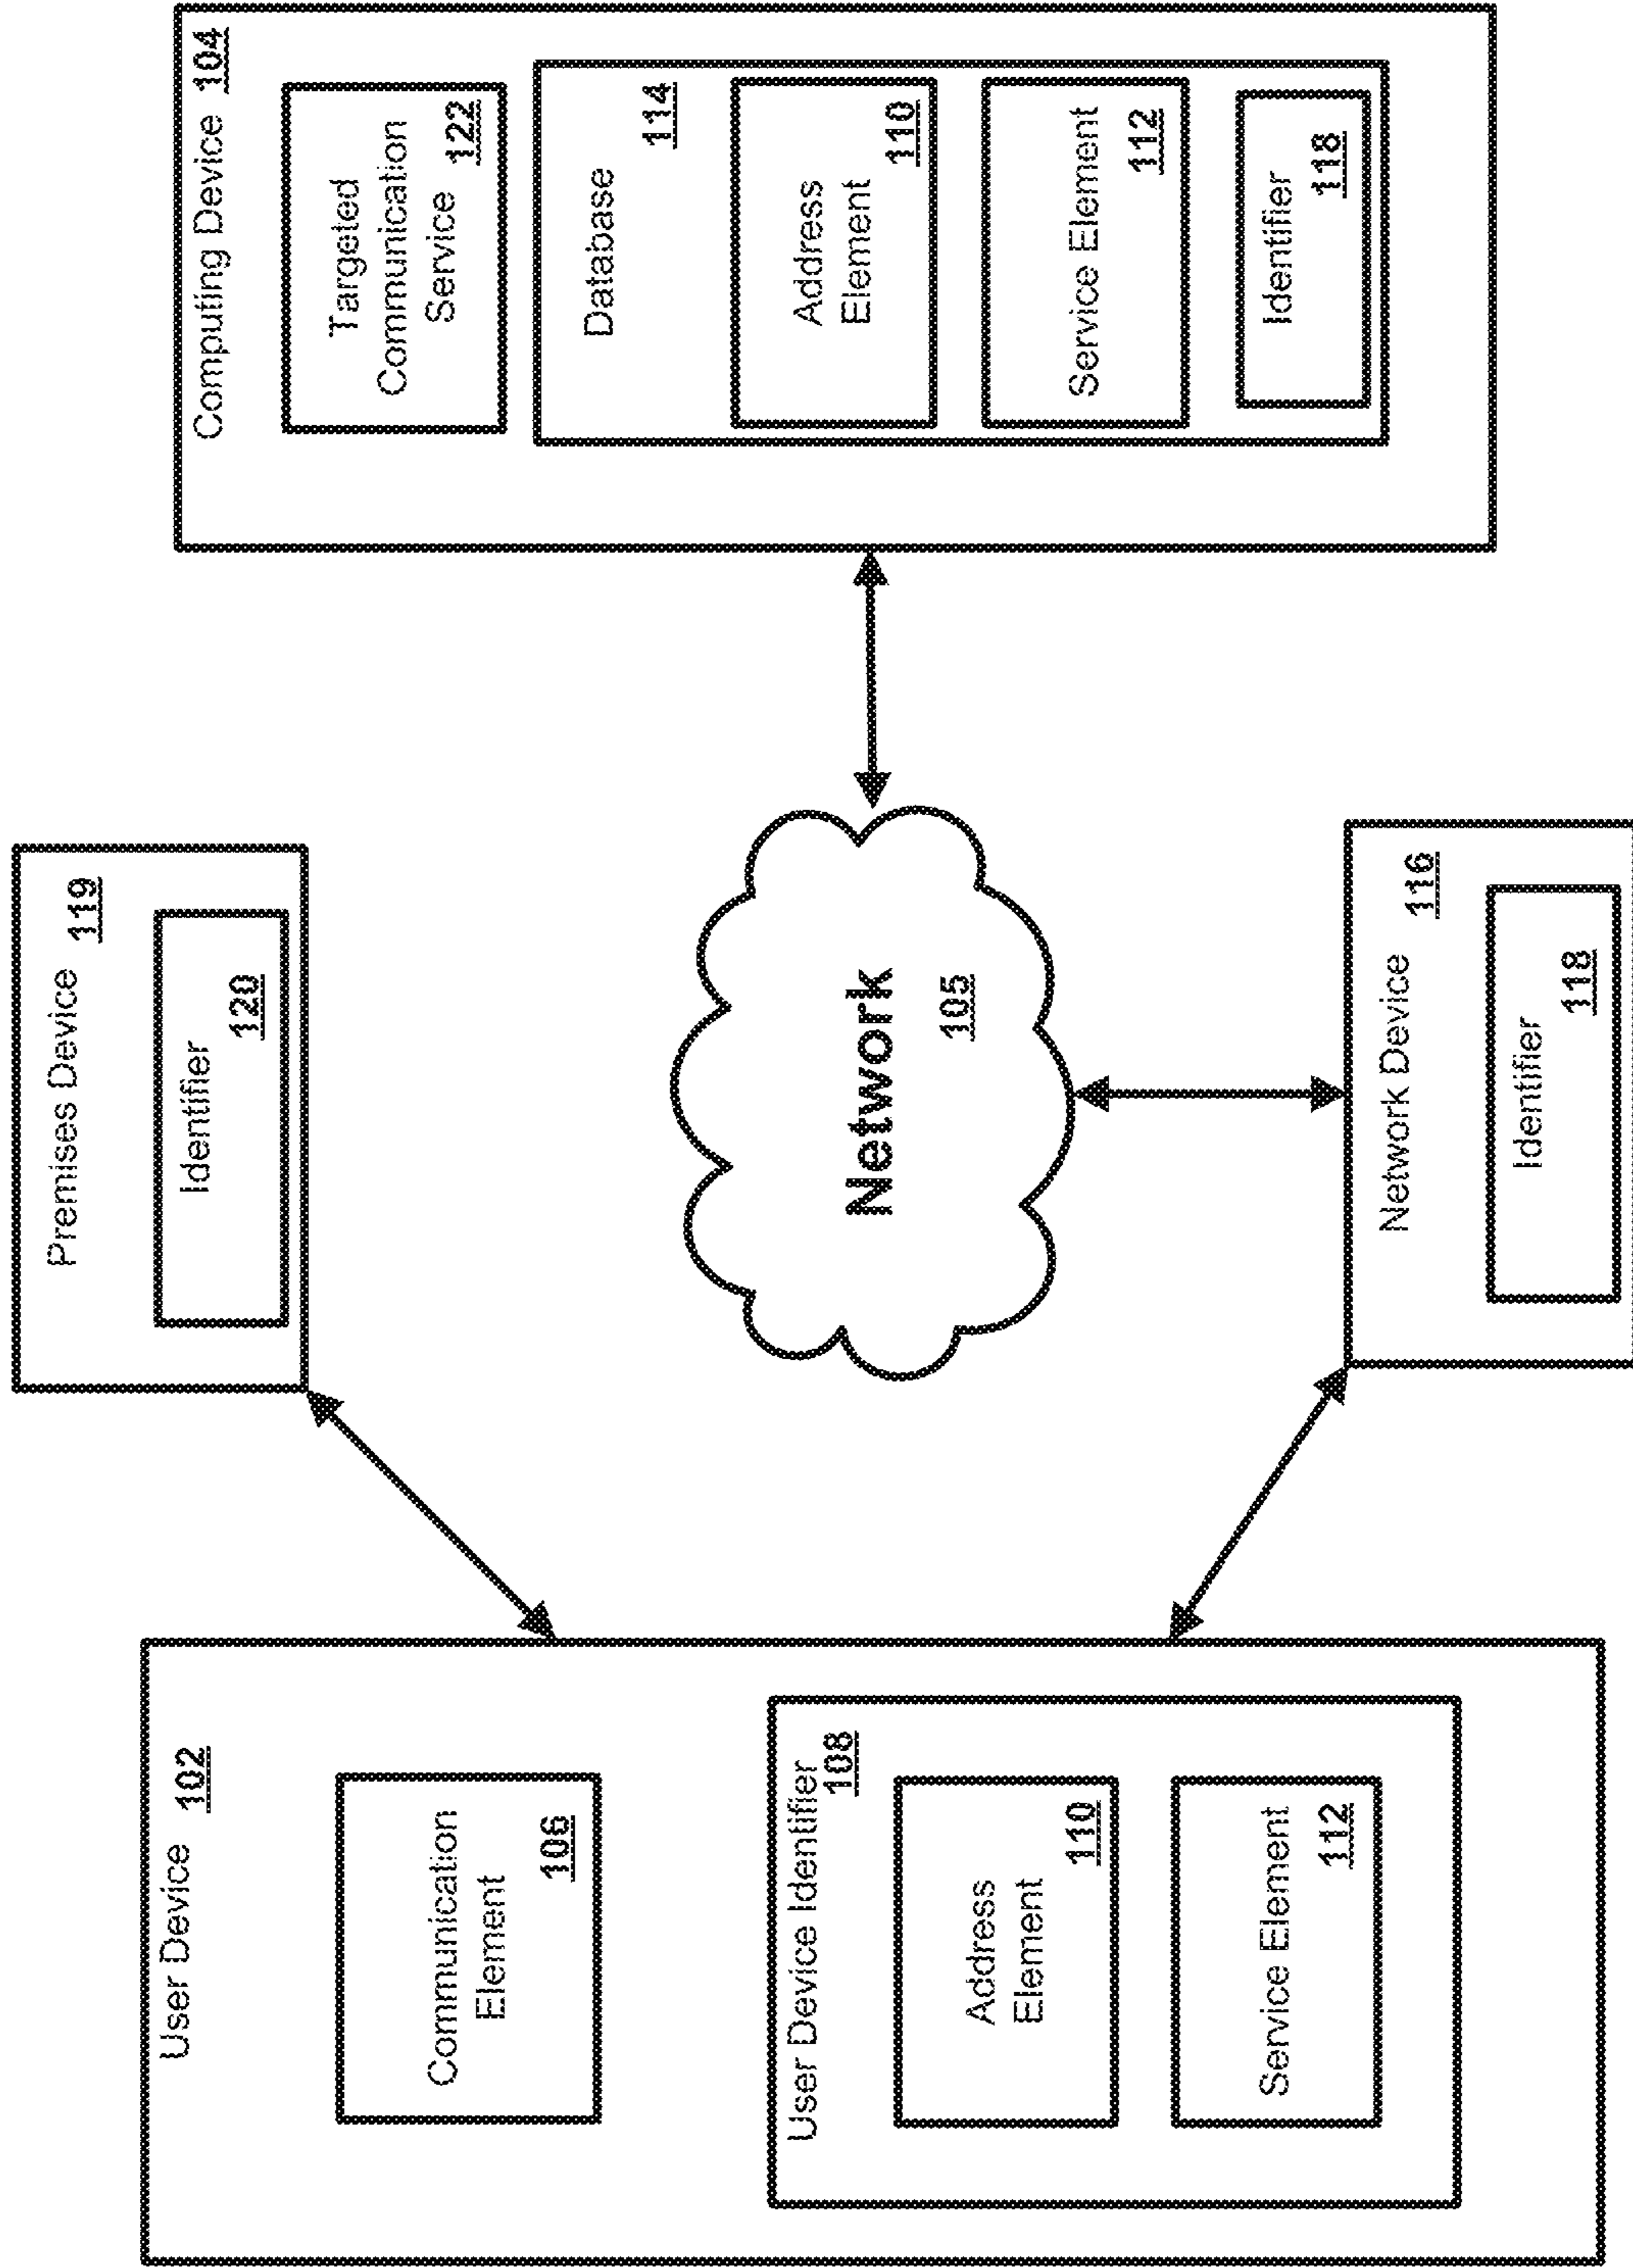 User Device 102
Communication
Element
106
User Device Identifier
108
Address
Element
110
Service Element
112
Premises Device 119
Identifier
120
Network
105
Network Device 116
Identifier
118
Computing Device 104
Targeted
Communication
Service 122
Database 114
Address
Element
110
Service Element
112
Identifier
118